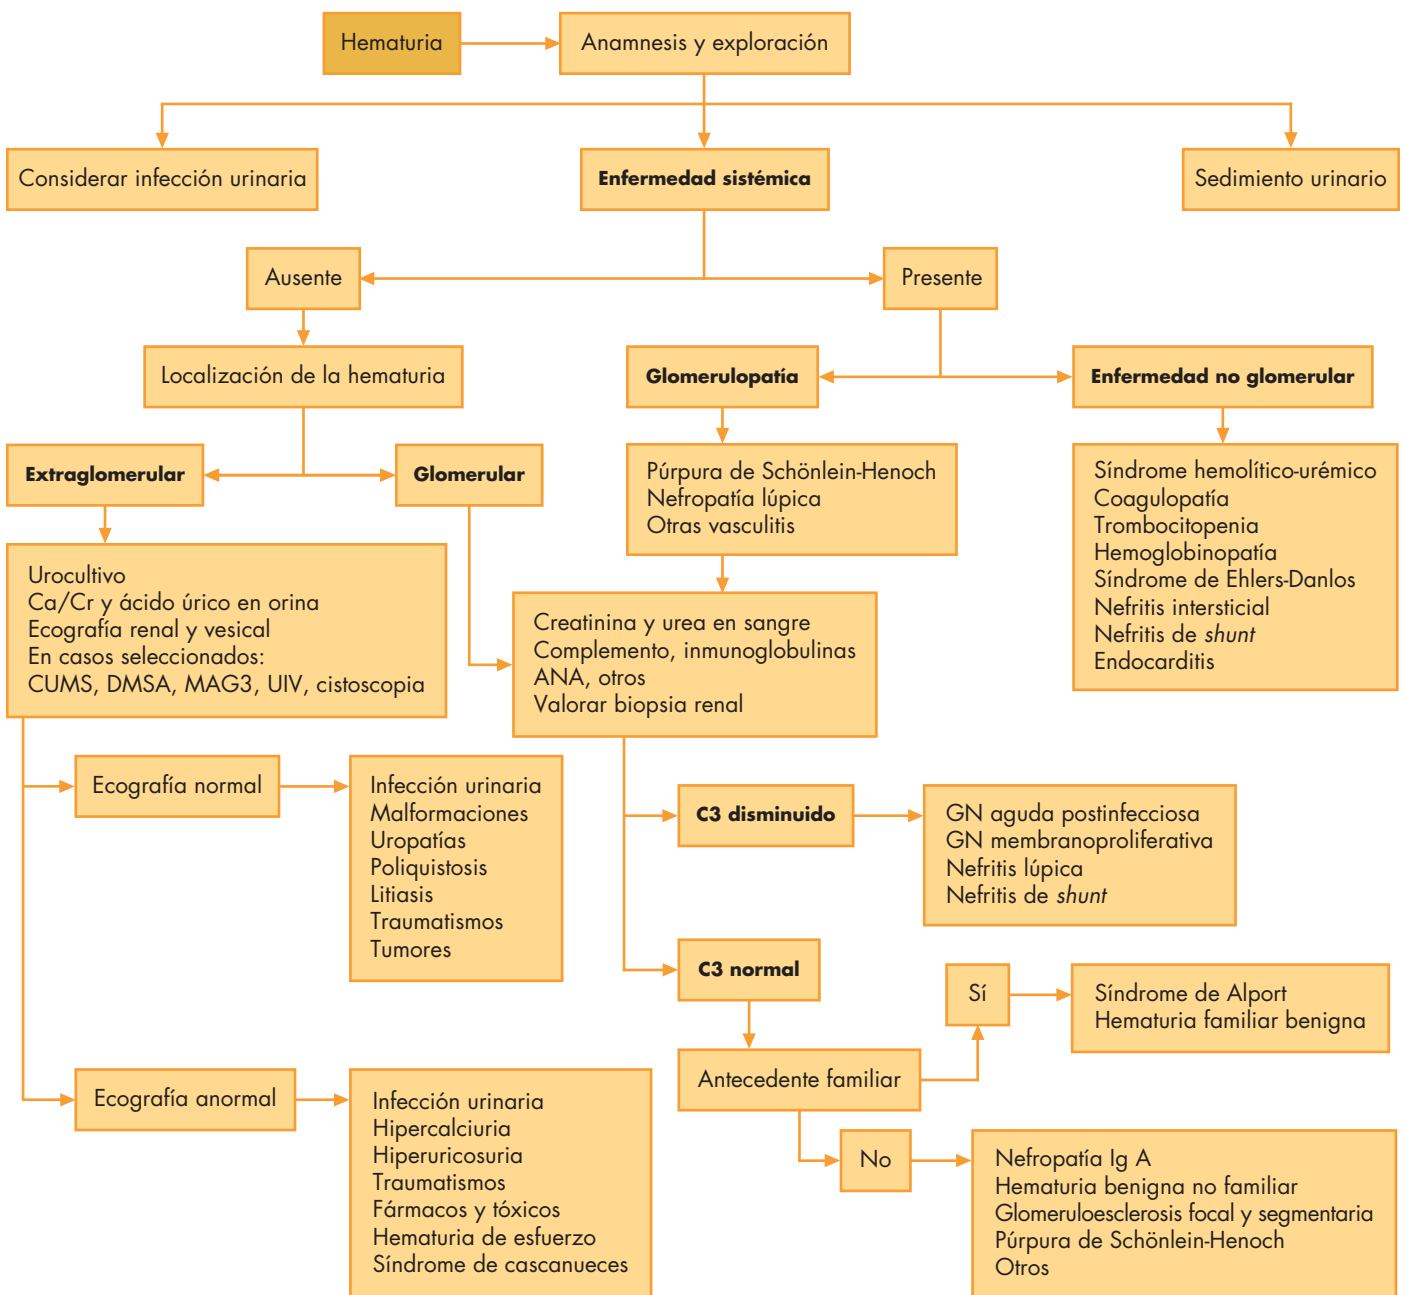 Hematuria
Anamnesis y exploración
Considerar infección urinaria
Enfermedad sistémica
Sedimiento urinario
Ausente
Presente
Localización de la hematuria
Glomerulopatía
Enfermedad no glomerular
Extraglomerular
Glomerular
Púrpura de Schönlein-Henoch
Nefropatía lúpica
Otras vasculitis
Síndrome hemolítico-urémico
Coagulopatía
Trombocitopenia
Hemoglobinopatía
Síndrome de Ehlers-Danlos
Nefritis intersticial
Nefritis de shunt
Endocarditis
Urocultivo
Ca/Cr y ácido úrico en orina
Ecografía renal y vesical
En casos seleccionados:
CUMS, DMSA, MAG3, UIV, cistoscopia
Creatinina y urea en sangre
Complemento, inmunoglobulinas
ANA, otros
Valorar biopsia renal
Ecografía normal
Infección urinaria
Malformaciones
Uropatías
Poliquistosis
Litiasis
Traumatismos
Tumores
C3 disminuido
GN aguda postinfecciosa
GN membranoproliferativa
Nefritis lúpica
Nefritis de shunt
C3 normal
Sí
Síndrome de Alport
Hematuria familiar benigna
Antecedente familiar
Ecografía anormal
Infección urinaria
Hipercalciuria
Hiperuricosuria
Traumatismos
Fármacos y tóxicos
Hematuria de esfuerzo
Síndrome de cascanueces
No
Nefropatía Ig A
Hematuria benigna no familiar
Glomeruloesclerosis focal y segmentaria
Púrpura de Schönlein-Henoch
Otros